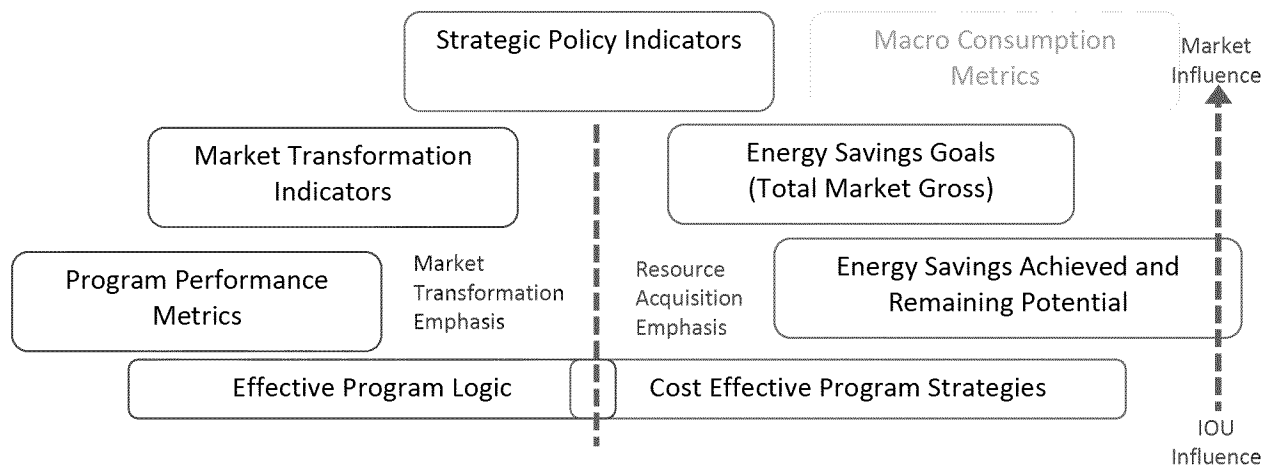 Strategic Policy Indicators
Macro Consumption
Metrics
Market
Influence
Market Transformation
Indicators
Energy Savings Goals
(Total Market Gross)
Program Performance
Metrics
Market
Transformation
Emphasis
Resource
Acquisition
Emphasis
Energy Savings Achieved and
Remaining Potential
Effective Program Logic
Cost Effective Program Strategies
IOU
Influence